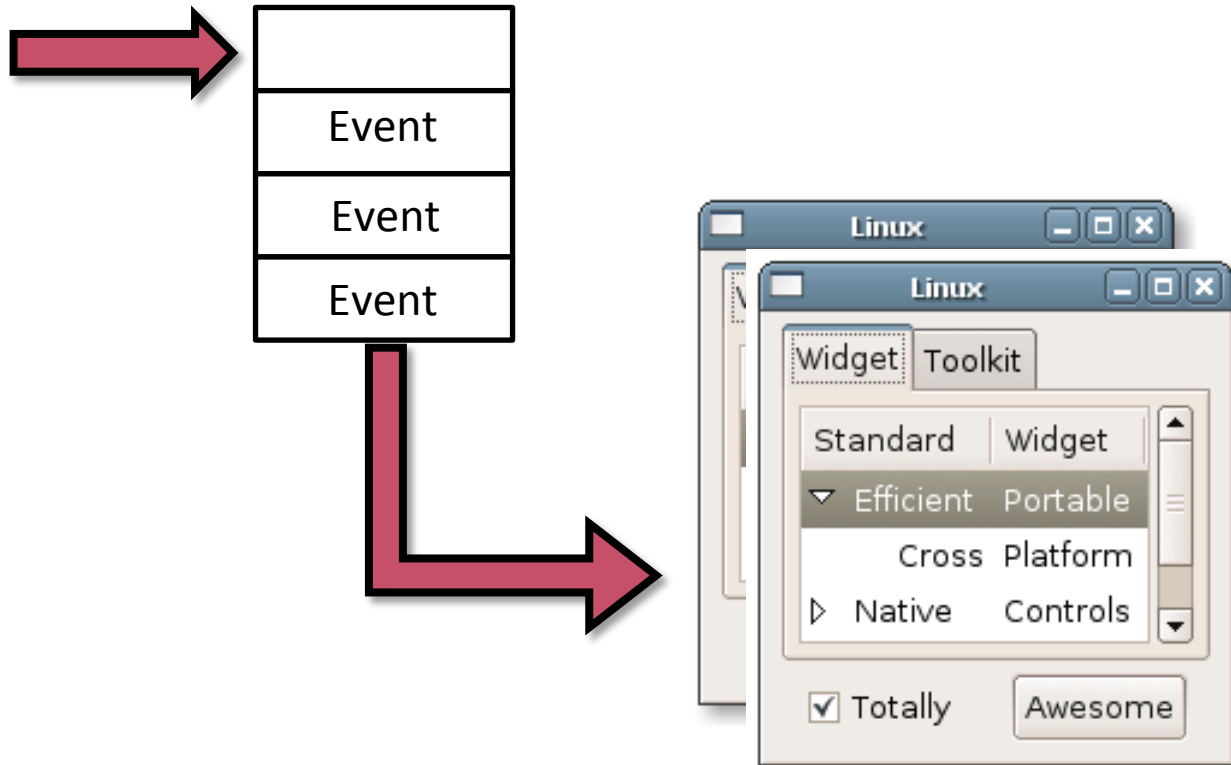 Event
Event
Event
Linux
Linux
Widget Toolkit
Standard Widget
Efficient Portable
Cross Platform
Native Controls
Totally Awesome